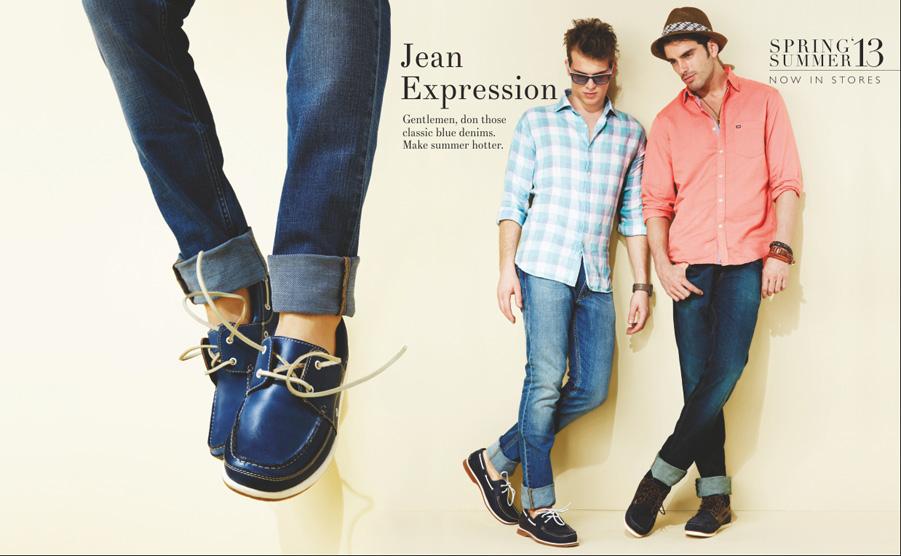 Jean
Expression
Gentlemen, don those
classic blue denims.
Make summer hotter.
SPRING'
SUMMER 13
NOW IN STORES